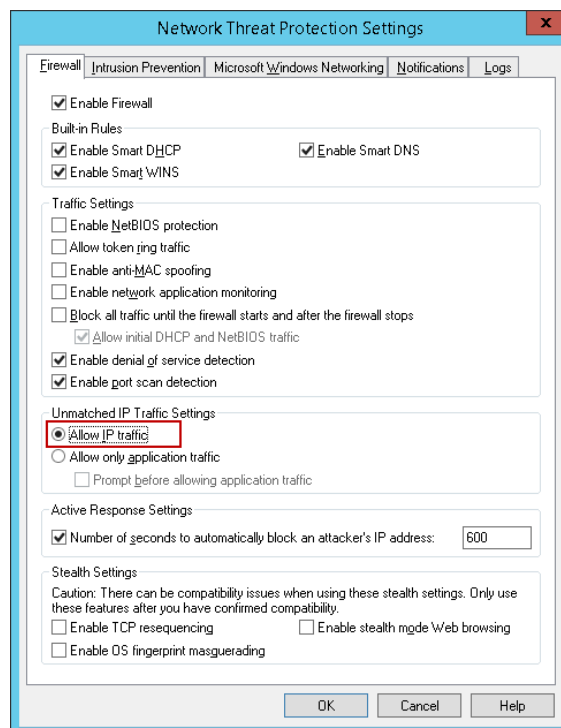 Network Threat Protection Settings
x
Firewall Intrusion Prevention Microsoft Windows Networking Notifications Logs
Enable Firewall
Built-in Rules
Enable Smart DHCP Enable Smart DNS
Enable Smart WINS
Traffic Settings
Enable NetBIOS protection
Allow token ring traffic
Enable anti-MAC spoofing
Enable network application monitoring
Block all traffic until the firewall starts and after the firewall stops
Allow initial DHCP and NetBIOS traffic
Enable denial of service detection
Enable port scan detection
Unmatched IP Traffic Settings
Allow IP traffic
Allow only application traffic
Prompt before allowing application traffic
Active Response Settings
Number of seconds to automatically block an attacker's IP address: 600
Stealth Settings
Caution: There can be compatibility issues when using these stealth settings. Only use
these features after you have confirmed compatibility.
Enable TCP resequencing Enable stealth mode Web browsing
Enable OS fingerprint masquerading
OK Cancel Help